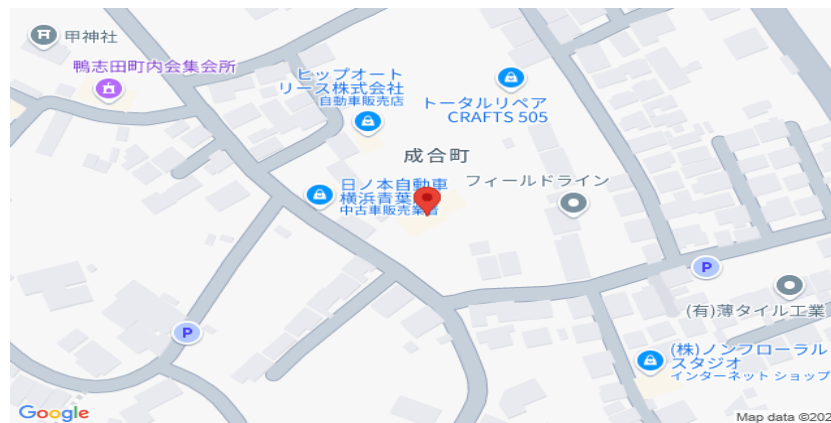 甲神社
鴨志田町内会集会所
ヒップオート
リース株式会社
自動車販売店
トータルリペア
CRAFTS 505
成合町
日ノ本自動車
横浜青葉
中古車販売業者
フィールドライン
P
(有)薄タイル工業
P
(株)ノンフローラル
スタジオ
インターネット ショップ
Google
Map data ©202